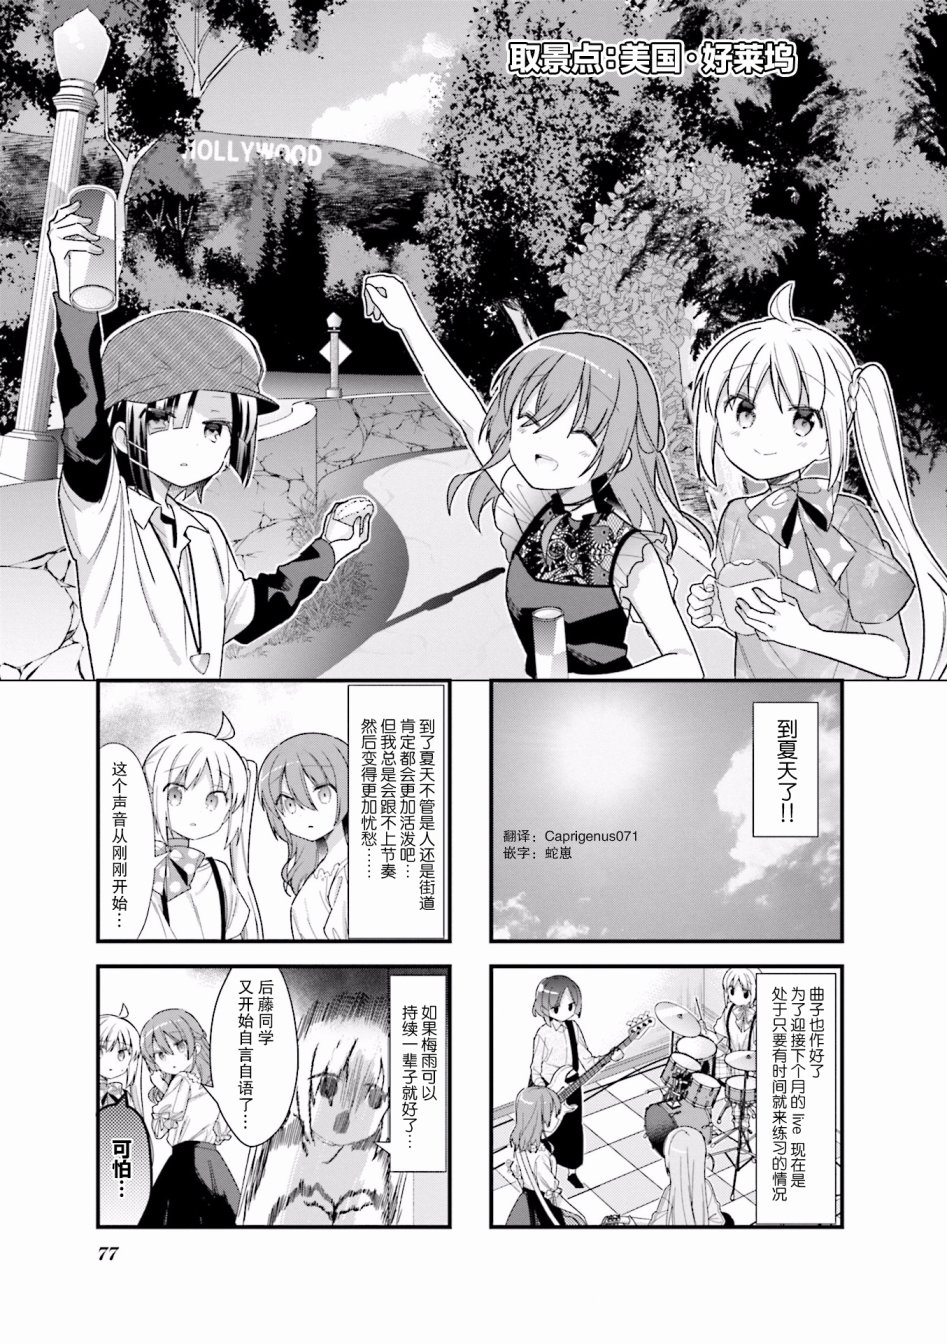 取景点:美国·好莱坞
HOLLYWOOD
到夏天了!!
翻译：Caprigenus071
嵌字：蛇崽
曲子也作好了
为了迎接下个月的 live 现在是
处于只要有时间就来练习的情况
到了夏天不管是人还是街道
肯定都会更加活泼吧…
但我总是会跟不上节奏
然后变得更加忧愁……
这个声音从刚刚开始…
如果梅雨可以
持续一辈子就好了…
后藤同学
又开始自言自语了…
可怕…
77